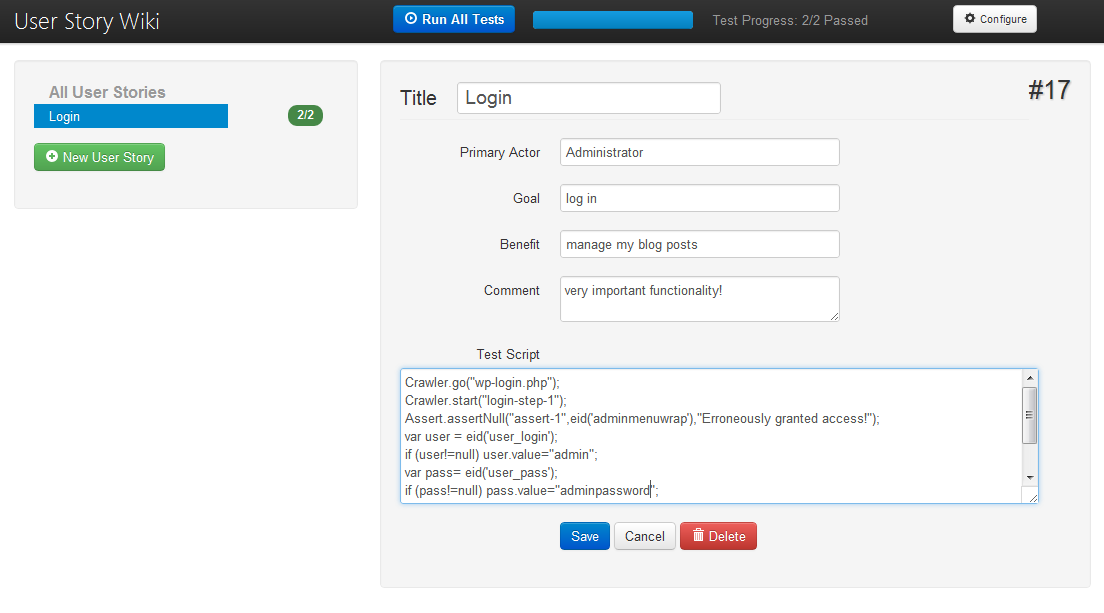 User Story Wiki
Run All Tests
Test Progress: 2/2 Passed
Configure
All User Stories
Login
2/2
New User Story
Title
Login
#17
Primary Actor
Administrator
Goal
log in
Benefit
manage my blog posts
Comment
very important functionality!
Test Script
Crawler.go("wp-login.php");
Crawler.start("login-step-1");
Assert.assertNull("assert-1",eid('adminmenuwrap'),"Erroneously granted access!");
var user = eid('user_login');
if (user!=null) user.value="admin";
var pass= eid('user_pass');
if (pass!=null) pass.value="adminpassword";
Save
Cancel
Delete